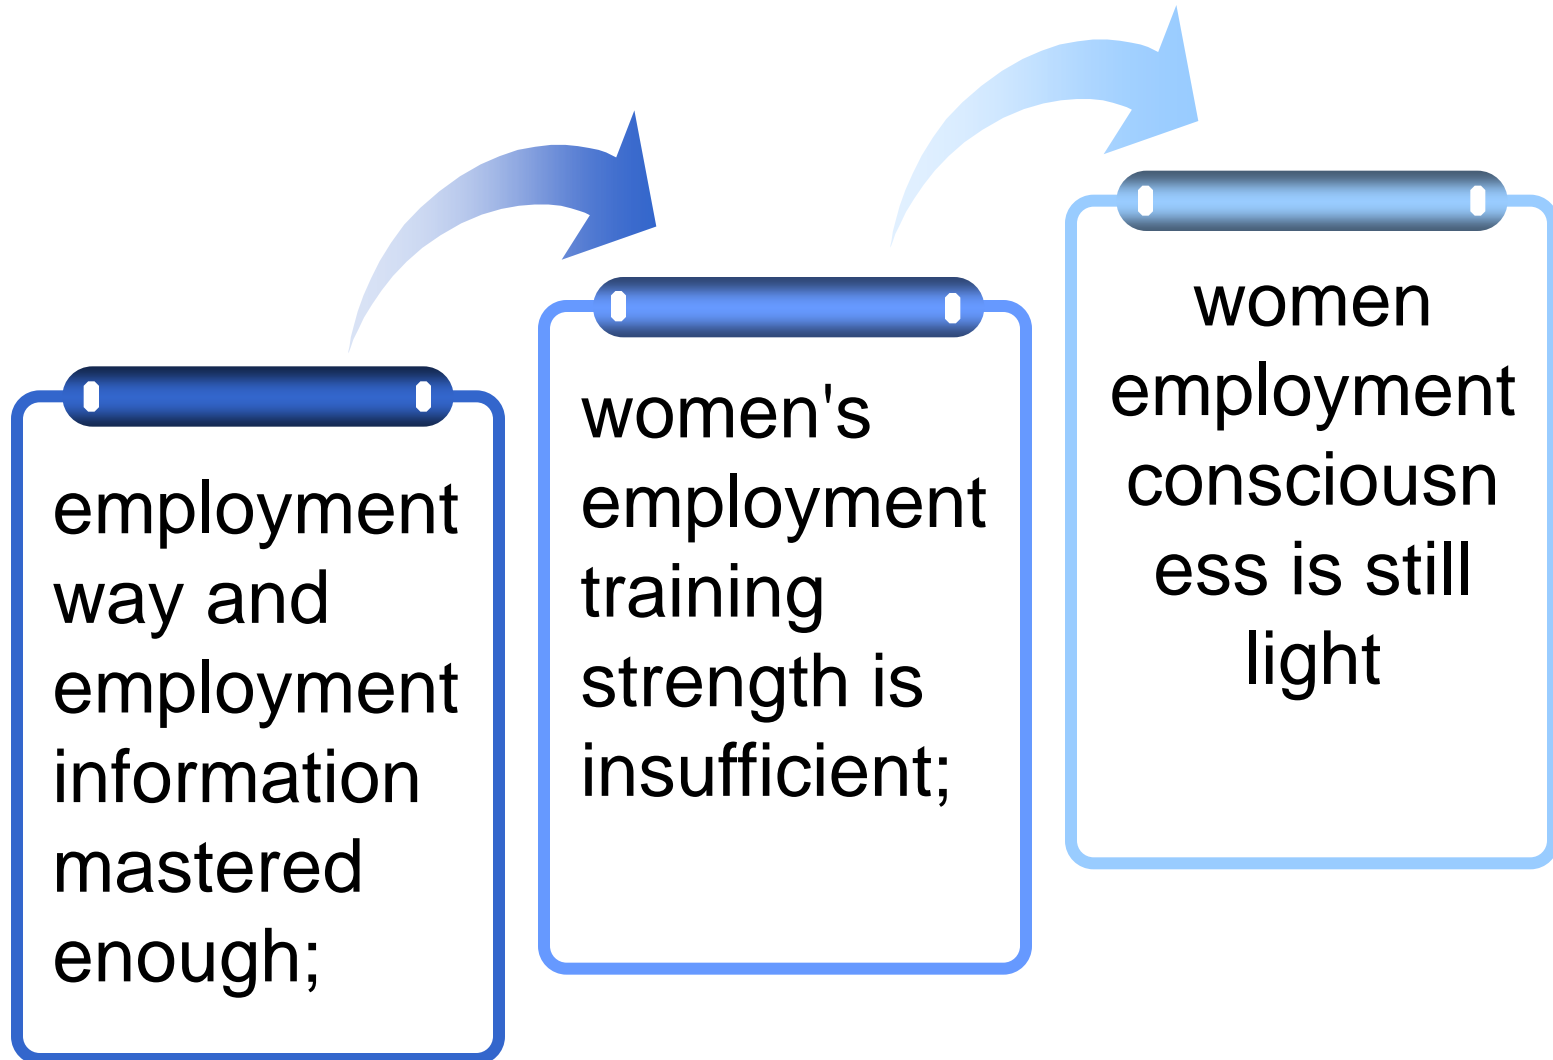 employment
way and
employment
information
mastered
enough;
women's
employment
training
strength is
insufficient;
women
employment
consciousn
ess is still
light